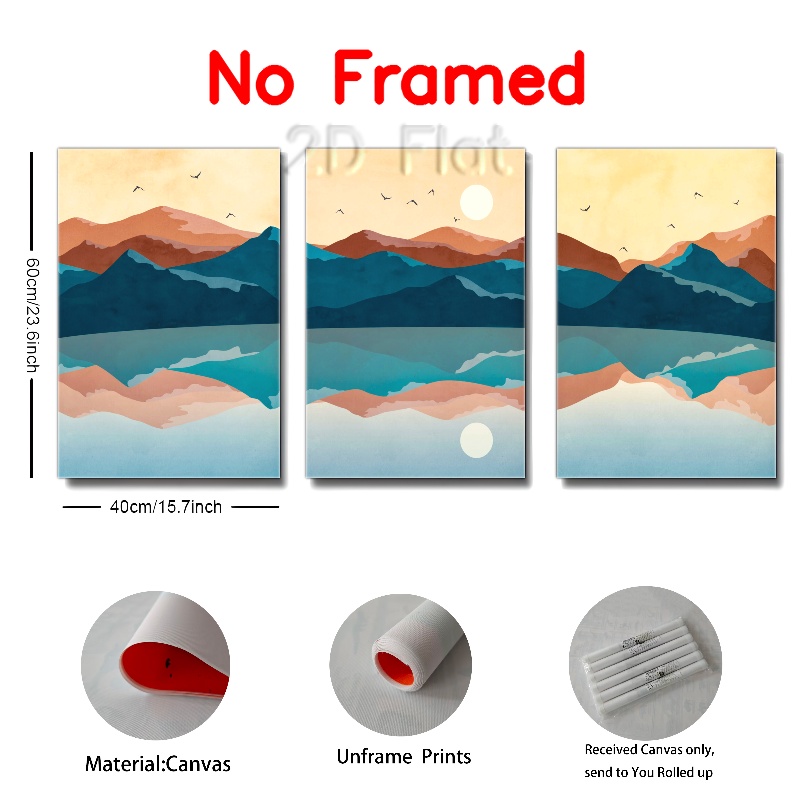 No Framed
2D Flat
60cm/23.6inch
40cm/15.7inch
Material:Canvas
Unframe Prints
Received Canvas only,
send to You Rolled up